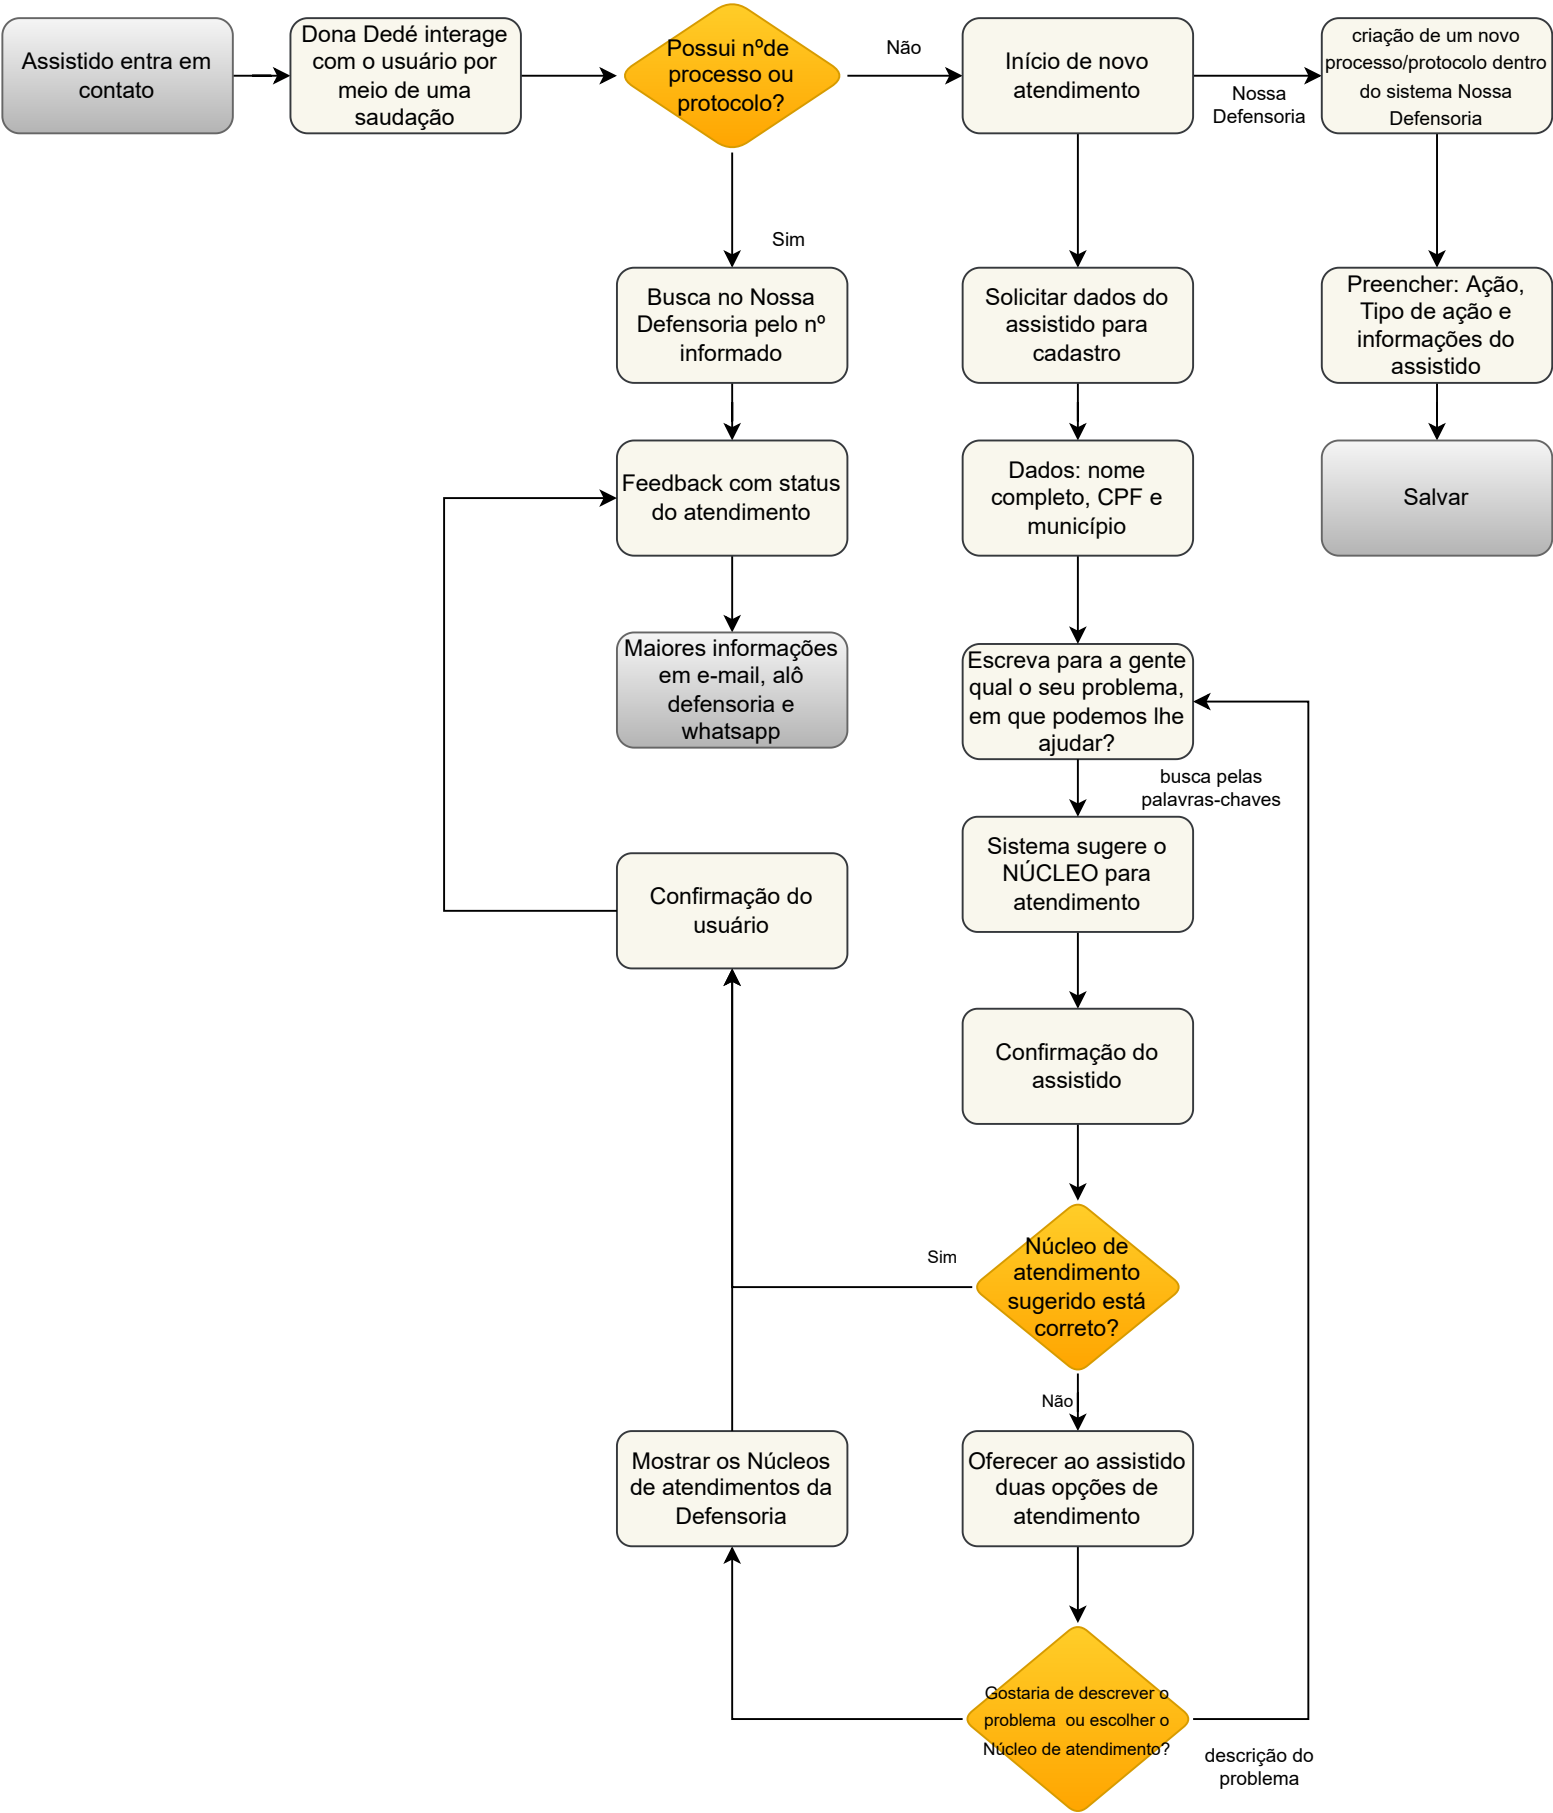 Assistido entra em
contato
Dona Dedé interage
com o usuário por
meio de uma
saudação
Possui nºde
processo ou
protocolo?
Não
Início de novo
atendimento
Nossa
Defensoria
criação de um novo
processo/protocolo dentro
do sistema Nossa
Defensoria
Sim
Busca no Nossa
Defensoria pelo nº
informado
Solicitar dados do
assistido para
cadastro
Preencher: Ação,
Tipo de ação e
informações do
assistido
Feedback com status
do atendimento
Dados: nome
completo, CPF e
município
Salvar
Maiores informações
em e-mail, alô
defensoria e
whatsapp
Escreva para a gente
qual o seu problema,
em que podemos lhe
ajudar?
busca pelas
palavras-chaves
Sistema sugere o
NÚCLEO para
atendimento
Confirmação do
usuário
Confirmação do
assistido
Sim
Núcleo de
atendimento
sugerido está
correto?
Não
Mostrar os Núcleos
de atendimentos da
Defensoria
Oferecer ao assistido
duas opções de
atendimento
Gostaria de descrever o
problema  ou escolher o
Núcleo de atendimento?
descrição do
problema